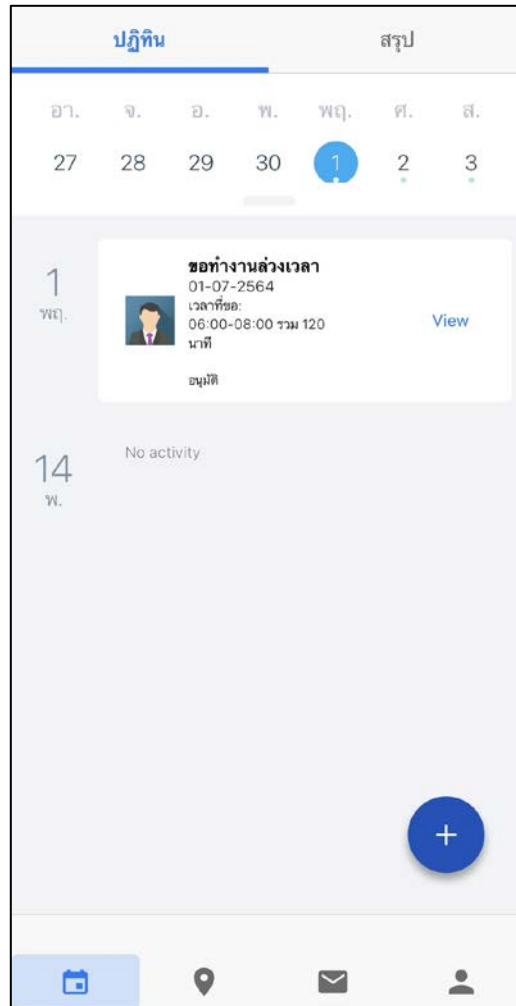 ปฏิทิน สรุป
อา. จ. อ. พ. พฤ. ศ. ส.
27 28 29 30 1 2 3
1
พฤ.
ขอทำงานล่วงเวลา
01-07-2564
เวลาที่ขอ:
06:00-08:00 รวม 120
นาที
อนุมัติ
View
14
พ.
No activity
+